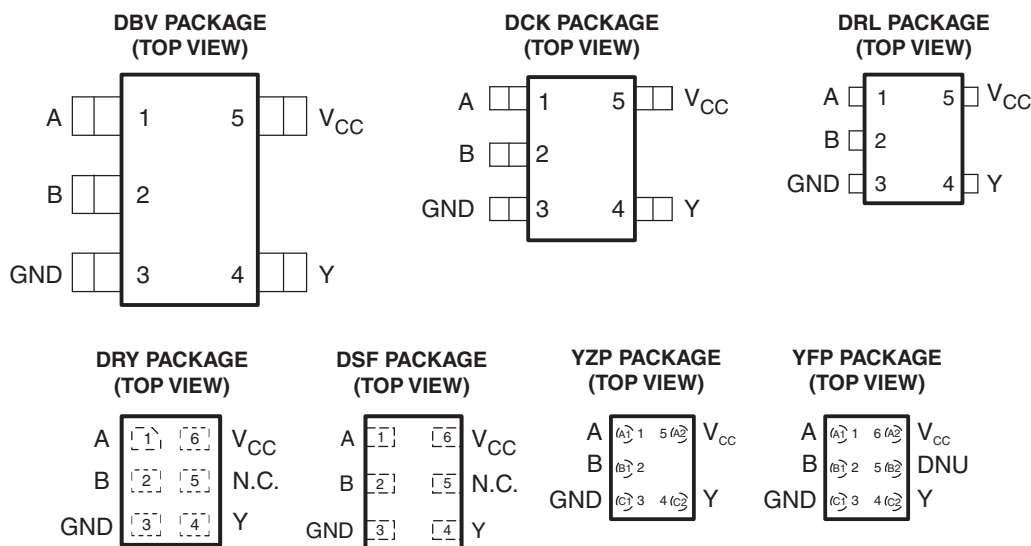 DBV PACKAGE
(TOP VIEW)
A 1 5 VCC
B 2
GND 3 4 Y
DCK PACKAGE
(TOP VIEW)
A 1 5 VCC
B 2
GND 3 4 Y
DRL PACKAGE
(TOP VIEW)
A 1 5 VCC
B 2
GND 3 4 Y
DRY PACKAGE
(TOP VIEW)
A 1 6 VCC
B 2 5 N.C.
GND 3 4 Y
DSF PACKAGE
(TOP VIEW)
A 1 6 VCC
B 2 5 N.C.
GND 3 4 Y
YZP PACKAGE
(TOP VIEW)
A A1 1 5 A2 VCC
B B1 2
GND C1 3 4 C2 Y
YFP PACKAGE
(TOP VIEW)
A A1 1 6 A2 VCC
B B1 2 5 B2 DNU
GND C1 3 4 C2 Y